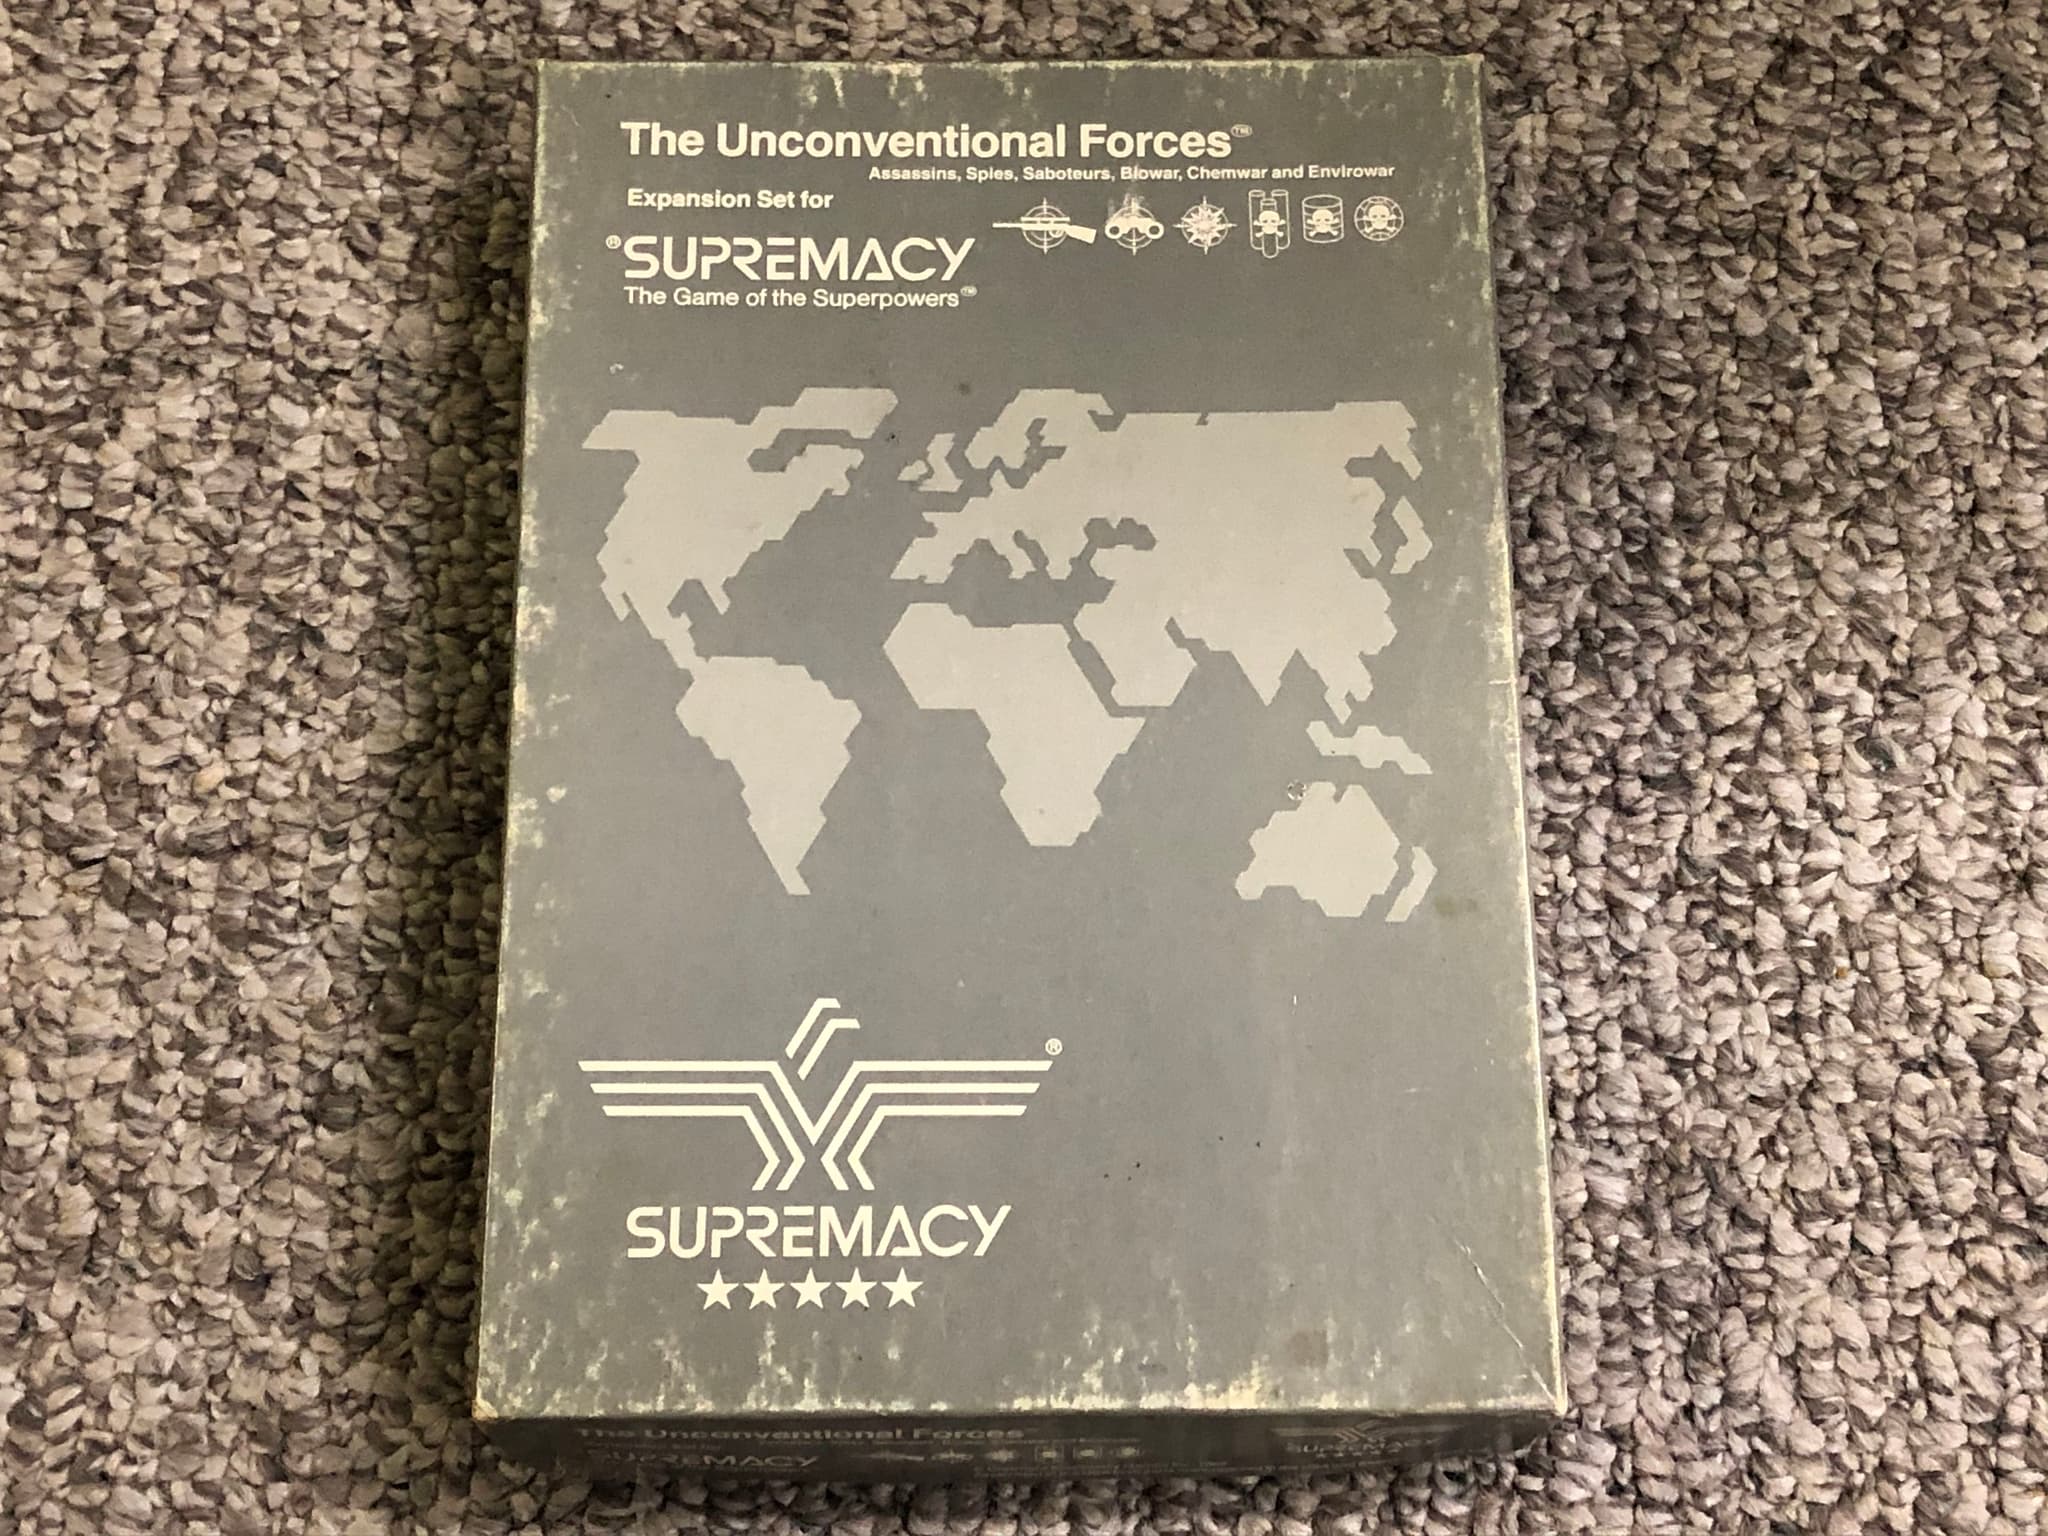 The Unconventional Forces™
Assassins, Spies, Saboteurs, Biowar, Chemwar and Envirowar
Expansion Set for
®SUPREMACY
The Game of the Superpowers™
®
SUPREMACY
The Unconventional Forces
SUPREMACY
SUPREMACY